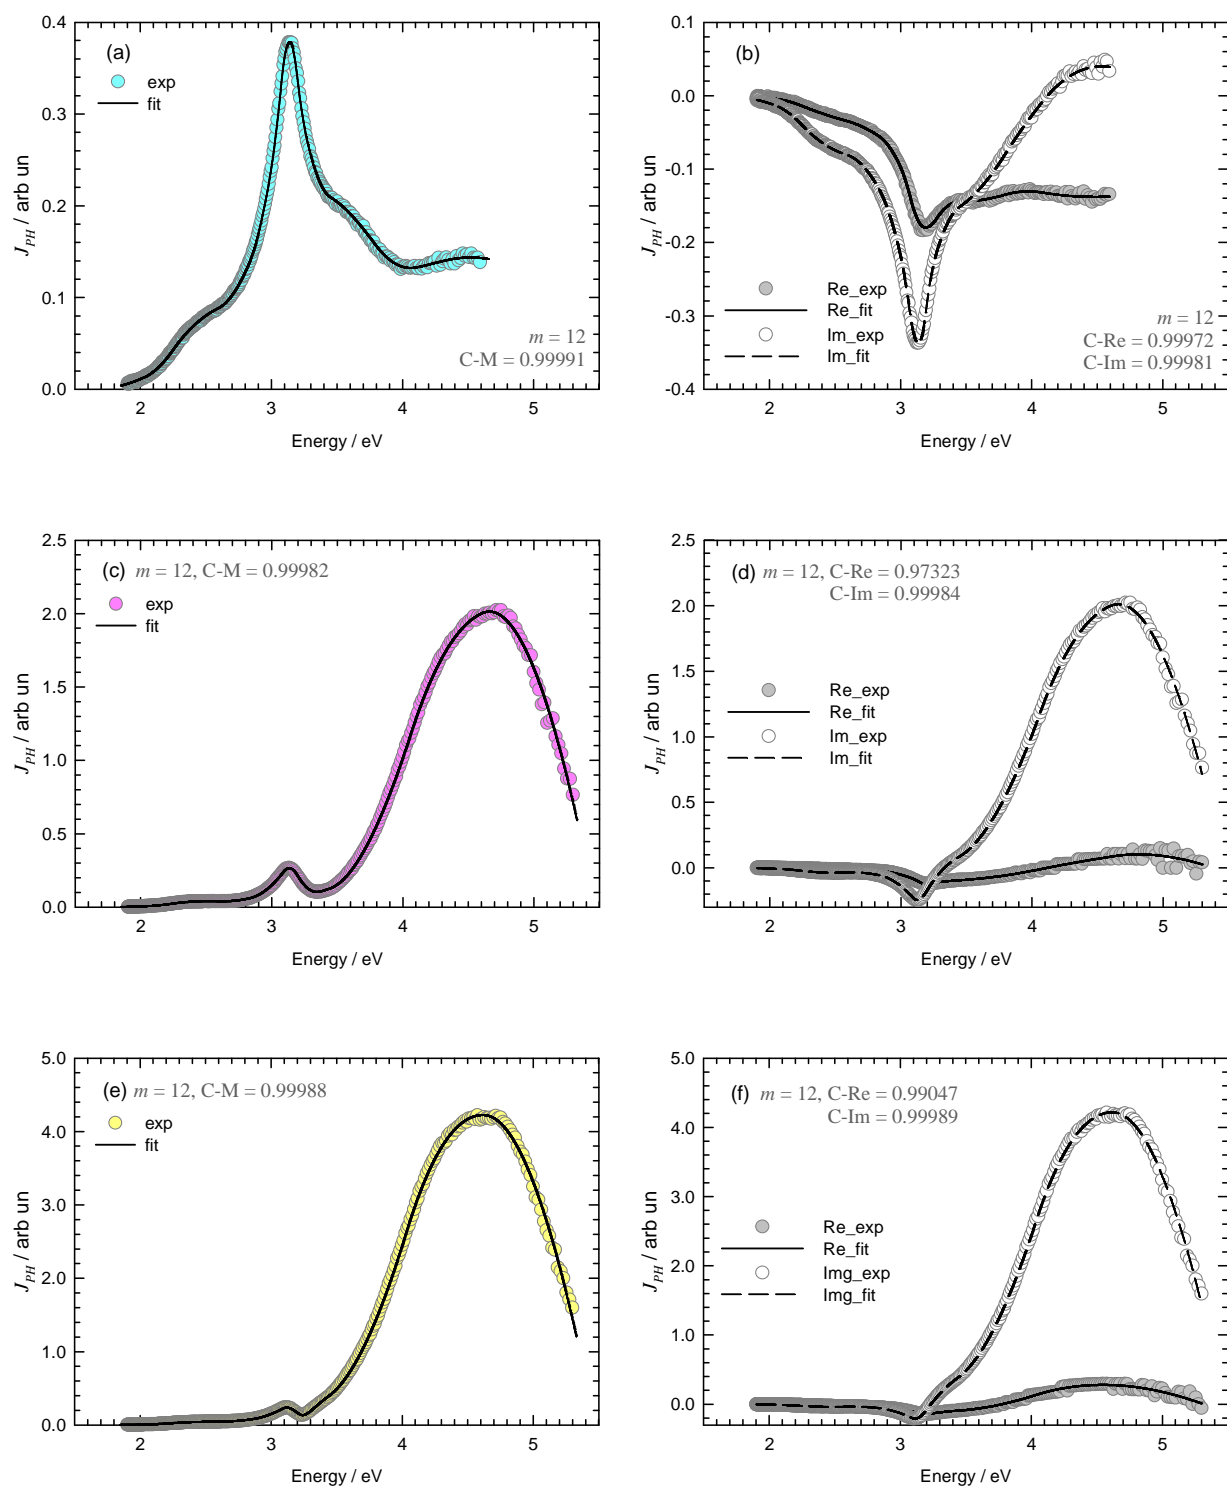 (a)
exp
fit
m = 12
C-M = 0.99991
J_PH / arb un
0.4
0.3
0.2
0.1
0.0
2 3 4 5
Energy / eV
(b)
Re_exp
Re_fit
Im_exp
Im_fit
m = 12
C-Re = 0.99972
C-Im = 0.99981
J_PH / arb un
0.1
0.0
-0.1
-0.2
-0.3
-0.4
2 3 4 5
Energy / eV
(c) m = 12, C-M = 0.99982
exp
fit
J_PH / arb un
2.5
2.0
1.5
1.0
0.5
0.0
2 3 4 5
Energy / eV
(d) m = 12, C-Re = 0.97323
C-Im = 0.99984
Re_exp
Re_fit
Im_exp
Im_fit
J_PH / arb un
2.5
2.0
1.5
1.0
0.5
0.0
2 3 4 5
Energy / eV
(e) m = 12, C-M = 0.99988
exp
fit
J_PH / arb un
5.0
4.0
3.0
2.0
1.0
0.0
2 3 4 5
Energy / eV
(f) m = 12, C-Re = 0.99047
C-Im = 0.99989
Re_exp
Re_fit
Img_exp
Img_fit
J_PH / arb un
5.0
4.0
3.0
2.0
1.0
0.0
2 3 4 5
Energy / eV